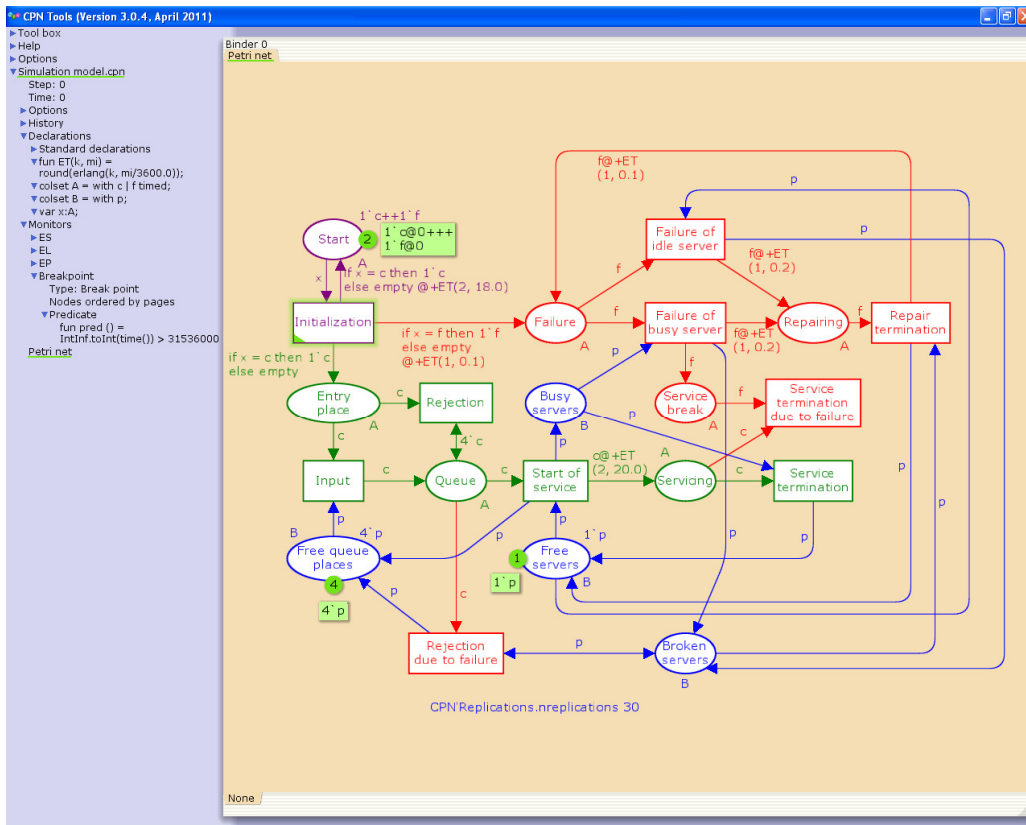 CPN Tools (Version 3.0.4, April 2011)
Tool box
Help
Options
Simulation model.cpn
Step: 0
Time: 0
Options
History
Declarations
Standard declarations
fun ET(k, mi) =
round(erlang(k, mi/3600.0));
colset A = with c | f timed;
colset B = with p;
var x:A;
Monitors
ES
EL
EP
Breakpoint
Type: Break point
Nodes ordered by pages
Predicate
fun pred () =
IntInf.toInt(time()) > 31536000
Petri net
Binder 0
Petri net
f@+ET
(1, 0.1)
p
p
1`c++1`f
Start
2
1`c@0+++
1`f@0
A
x
if x = c then 1`c
else empty @+ET(2, 18.0)
Failure of
idle server
f@+ET
(1, 0.2)
f
Initialization
if x = f then 1`f
else empty
@+ET(1, 0.1)
Failure
A
f
Failure of
busy server
f@+ET
(1, 0.2)
Repairing
A
f
Repair
termination
if x = c then 1`c
else empty
p
f
Entry
place
A
c
Rejection
Busy
servers
B
Service
break
A
f
Service
termination
due to failure
p
c
4`c
p
c@+ET
(2, 20.0)
A
c
Input
c
Queue
A
c
Start of
service
Servicing
c
Service
termination
p
p
p
p
p
p
p
B
4`p
Free queue
places
4
4`p
p
1`p
Free
servers
1
1`p
B
c
Rejection
due to failure
p
Broken
servers
B
CPN'Replications.nreplications 30
None